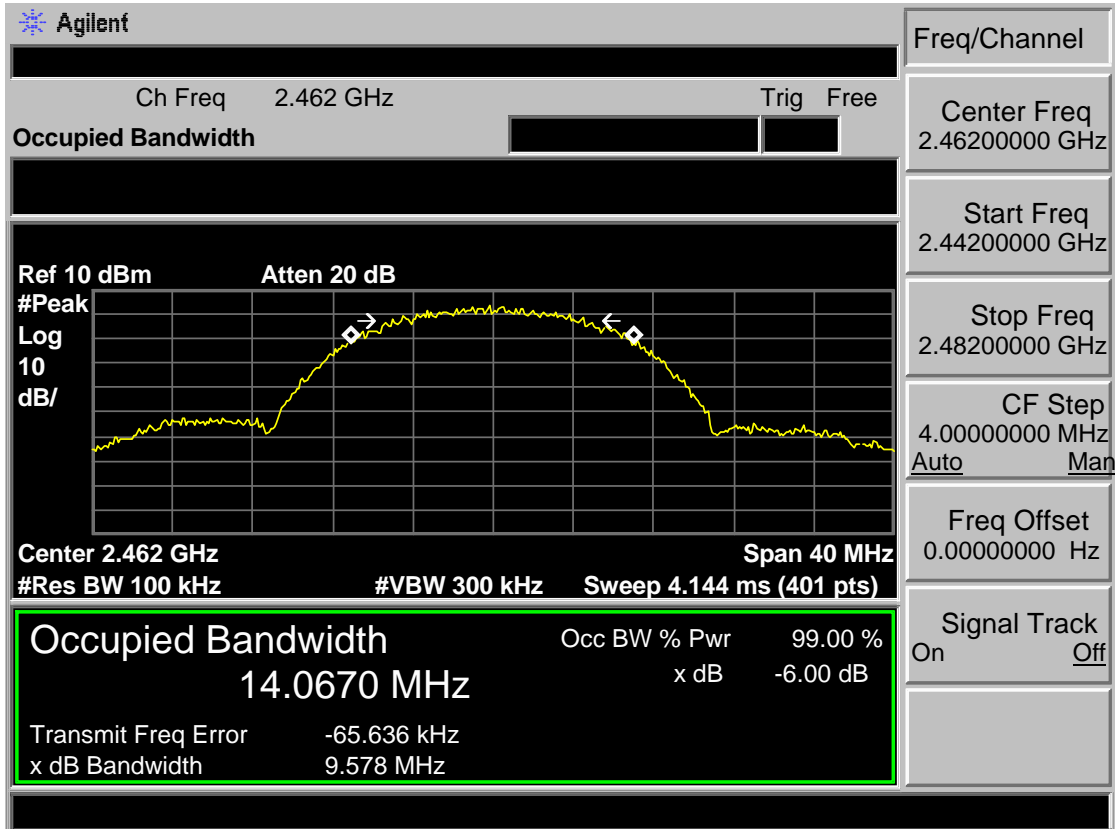 Agilent
Ch Freq 2.462 GHz Trig Free
Occupied Bandwidth
Ref 10 dBm Atten 20 dB
#Peak
Log
10
dB/
Center 2.462 GHz Span 40 MHz
#Res BW 100 kHz #VBW 300 kHz Sweep 4.144 ms (401 pts)
Occupied Bandwidth
14.0670 MHz
Occ BW % Pwr 99.00 %
x dB -6.00 dB
Transmit Freq Error -65.636 kHz
x dB Bandwidth 9.578 MHz
Freq/Channel
Center Freq
2.46200000 GHz
Start Freq
2.44200000 GHz
Stop Freq
2.48200000 GHz
CF Step
4.00000000 MHz
Auto Man
Freq Offset
0.00000000 Hz
Signal Track
On Off